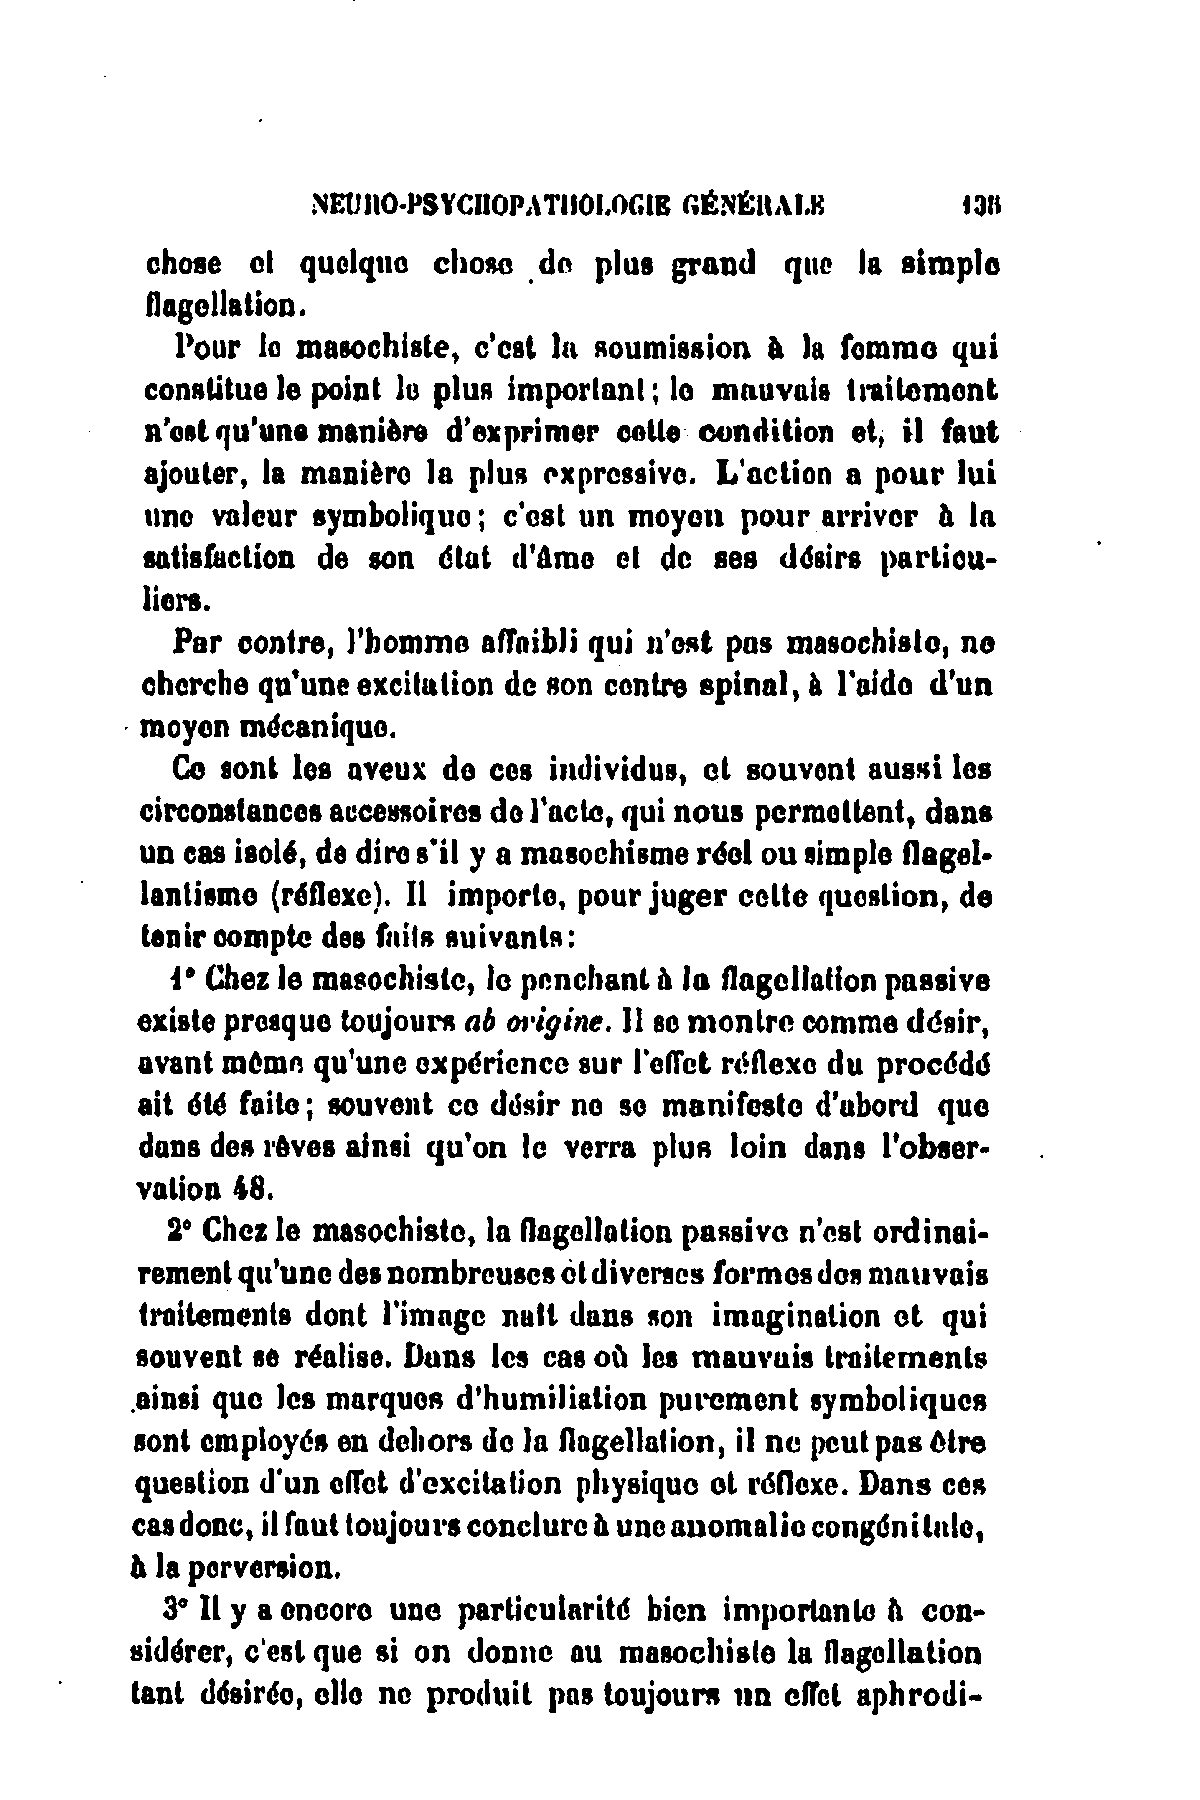 NEURO-PSYCHOPATHOLOGIE GÉNÉRALE 135
chose et quelque chose de plus grand que la simple
flagellation.
Pour le masochiste, c'est la soumission à la femme qui
constitue le point le plus important ; le mauvais traitement
n'est qu'une manière d'exprimer cette condition et, il faut
ajouter, la manière la plus expressive. L'action a pour lui
une valeur symbolique ; c'est un moyen pour arriver à la
satisfaction de son état d'âme et de ses désirs particu-
liers.
Par contre, l'homme affaibli qui n'est pas masochiste, ne
cherche qu'une excitation de son centre spinal, à l'aide d'un
moyen mécanique.
Ce sont les aveux de ces individus, et souvent aussi les
circonstances accessoires de l'acte, qui nous permettent, dans
un cas isolé, de dire s'il y a masochisme réel ou simple flagel-
lantisme (réflexe). Il importe, pour juger cette question, de
tenir compte des faits suivants :
1° Chez le masochiste, le penchant à la flagellation passive
existe presque toujours ab origine. Il se montre comme désir,
avant même qu'une expérience sur l'effet réflexe du procédé
ait été faite ; souvent ce désir ne se manifeste d'abord que
dans des rêves ainsi qu'on le verra plus loin dans l'obser-
vation 48.
2° Chez le masochiste, la flagellation passive n'est ordinai-
rement qu'une des nombreuses et diverses formes des mauvais
traitements dont l'image naît dans son imagination et qui
souvent se réalise. Dans les cas où les mauvais traitements
ainsi que les marques d'humiliation purement symboliques
sont employés en dehors de la flagellation, il ne peut pas être
question d'un effet d'excitation physique et réflexe. Dans ces
cas donc, il faut toujours conclure à une anomalie congénitale,
à la perversion.
3° Il y a encore une particularité bien importante à con-
sidérer, c'est que si on donne au masochiste la flagellation
tant désirée, elle ne produit pas toujours un effet aphrodi-